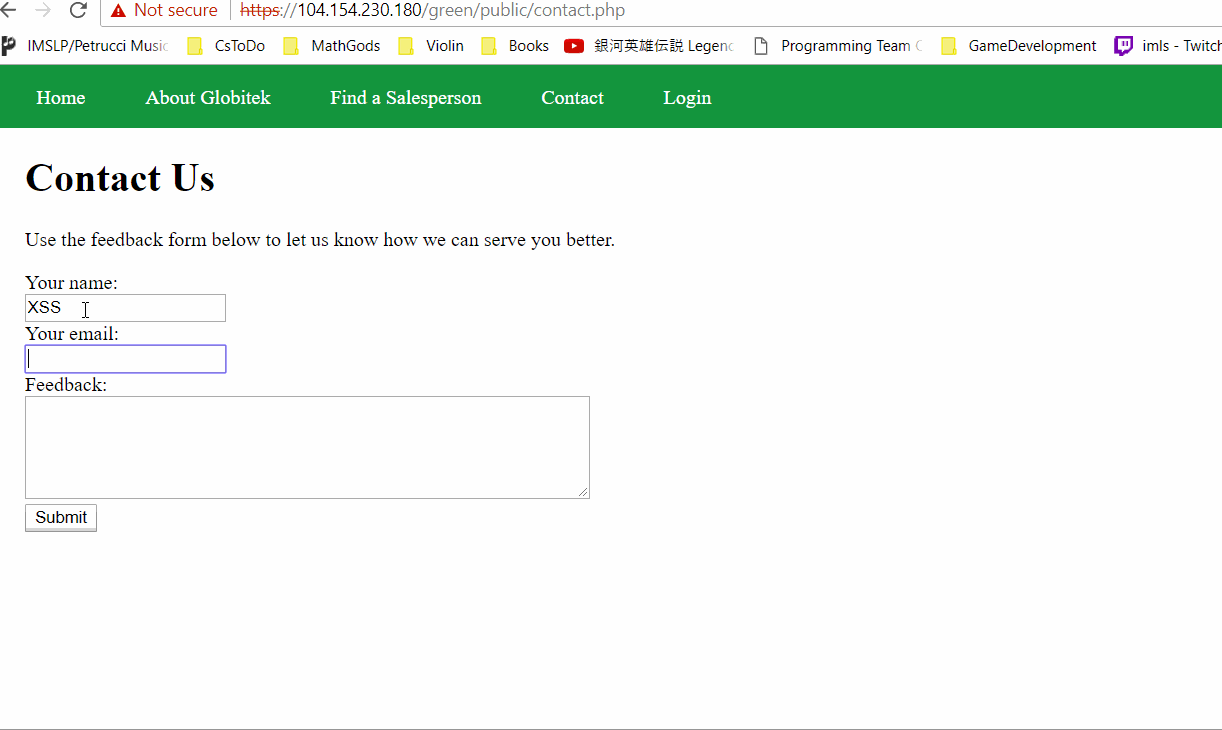 Not secure https://104.154.230.180/green/public/contact.php
IMSLP/Petrucci Music CsToDo MathGods Violin Books 銀河英雄伝説 Legend Programming Team GameDevelopment imls - Twitch
Home About Globitek Find a Salesperson Contact Login
Contact Us
Use the feedback form below to let us know how we can serve you better.
Your name:
XSS
Your email:
Feedback:
Submit